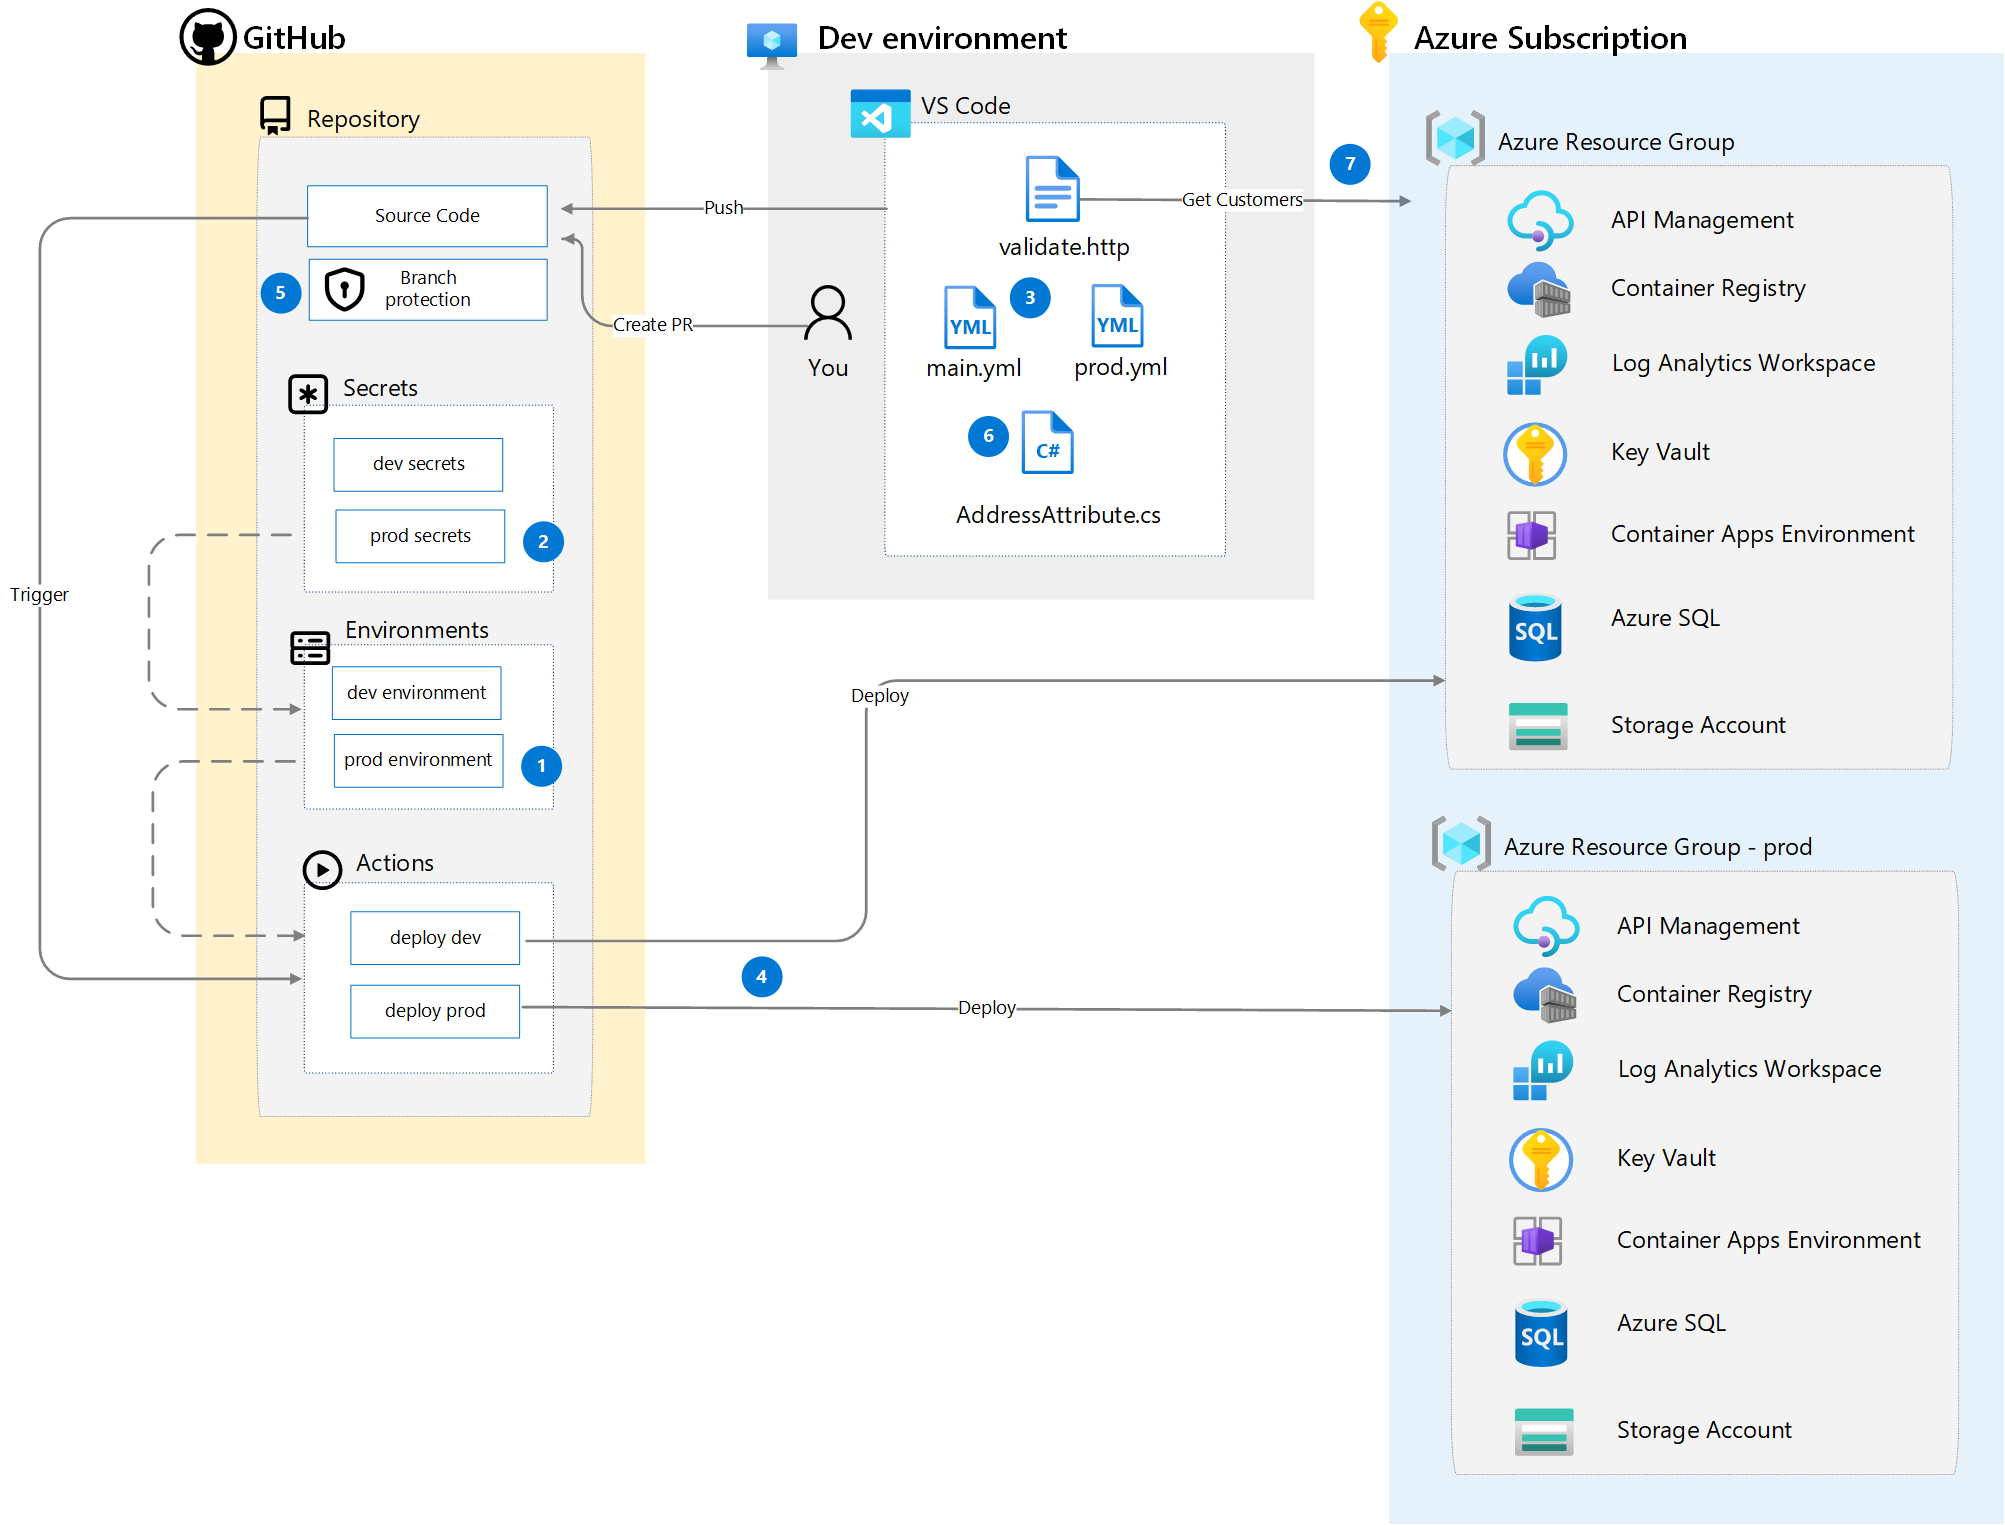 GitHub
Repository
Source Code
5
Branch
protection
Secrets
dev secrets
prod secrets
2
Trigger
Environments
dev environment
prod environment
1
Actions
deploy dev
deploy prod
Push
Create PR
Dev environment
VS Code
validate.http
YML
3
YML
main.yml
prod.yml
You
6
C#
AddressAttribute.cs
Get Customers
7
Deploy
4
Deploy
Azure Subscription
Azure Resource Group
API Management
Container Registry
Log Analytics Workspace
Key Vault
Container Apps Environment
SQL
Azure SQL
Storage Account
Azure Resource Group - prod
API Management
Container Registry
Log Analytics Workspace
Key Vault
Container Apps Environment
SQL
Azure SQL
Storage Account